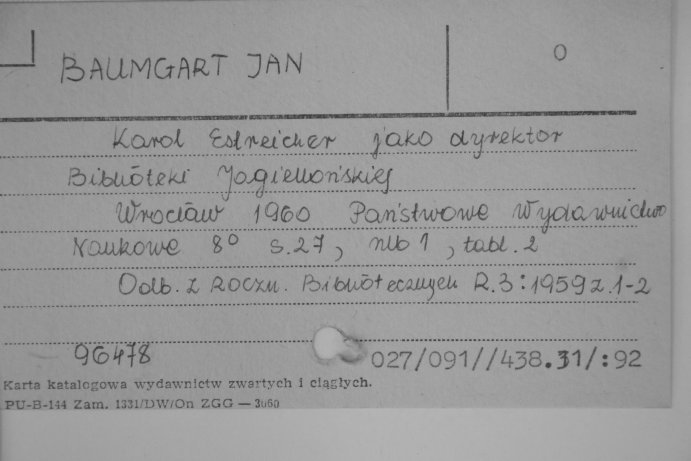 BAUMGART JAN
O
Karol Estreicher jako dyrektor
Biblioteki Jagiellońskiej
Wrocław 1960 Państwowe Wydawnictwo
Naukowe 8° s.27, nlb 1, tabl. 2
Odb. z Roczn. Bibliotecznych R.3:1959 z.1-2
96478
027/091//438.31/:92
Karta katalogowa wydawnictw zwartych i ciągłych.
PU-B-144 Zam. 1331/DW/On ZGG — 3060